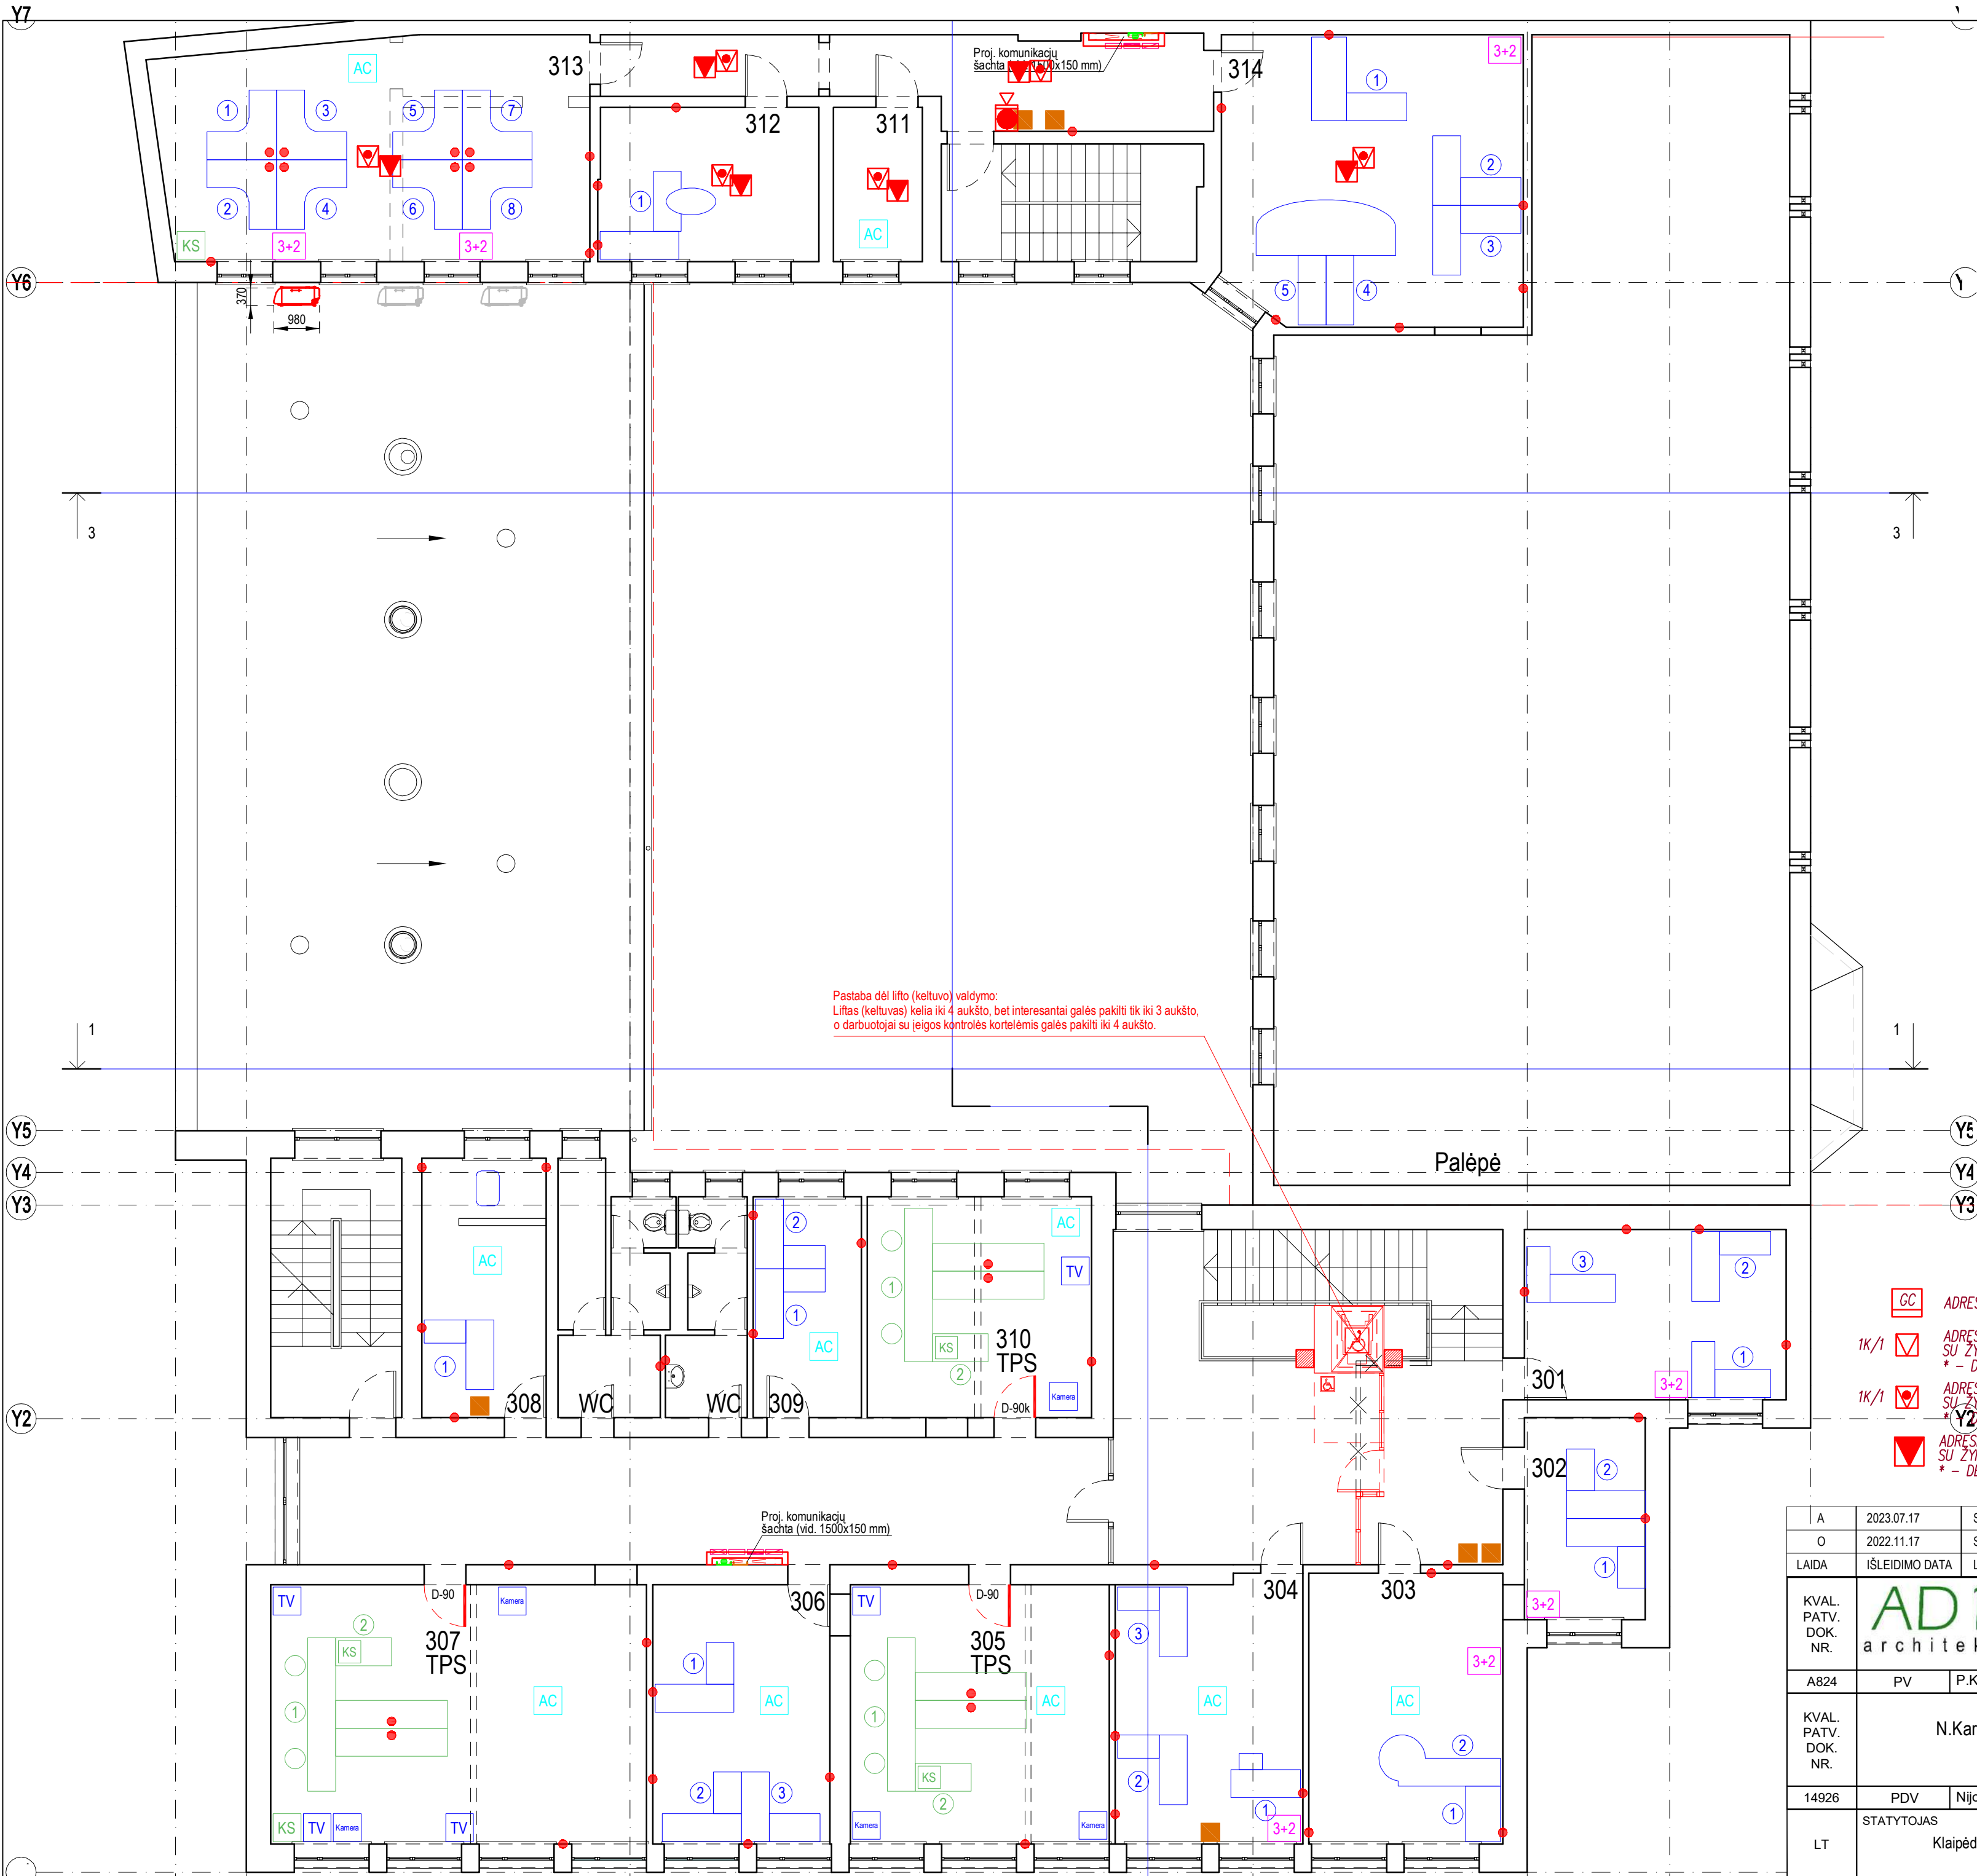 Y7
AC
313
Proj. komunikacjų
314
3+2
1
3
5
7
312
311
1
2
2
4
6
8
1
3
KS
3+2
3+2
AC
5
4
Y6
370
980
3
3
Pastaba dėl lifto (keltuvo) valdymo:
Liftas (keltuvas) kelia iki 4 aukšto, bet interesantai galės pakilti tik iki 3 aukšto,
o darbuotojai su įeigos kontrolės kortelėmis galės pakilti iki 4 aukšto.
1
1
Y5
Y5
Y4
Palėpė
Y4
Y3
Y3
2
AC
AC
TV
3
2
1
1
AC
1
KS
2
310
TPS
Kamera
D-90k
1
3+2
301
308
WC
WC
309
GC
1K/1
1K/1
Y2
Y2
302
2
1
3+2
Proj. komunikacjų
šachta (vid. 1500x150 mm)
A
2023.07.17
O
2022.11.17
LAIDA
IŠLEIDIMO DATA
TV
D-90
Kamera
306
TV
D-90
304
303
2
KS
307
TPS
1
305
TPS
3
3+2
KVAL.
PATV.
DOK.
NR.
AD
A824
PV
1
AC
AC
1
AC
AC
AC
KVAL.
PATV.
DOK.
NR.
2
3
KS
2
2
1
3+2
2
1
KS
TV
Kamera
TV
Kamera
Kamera
14926
PDV
STATYTOJAS
LT